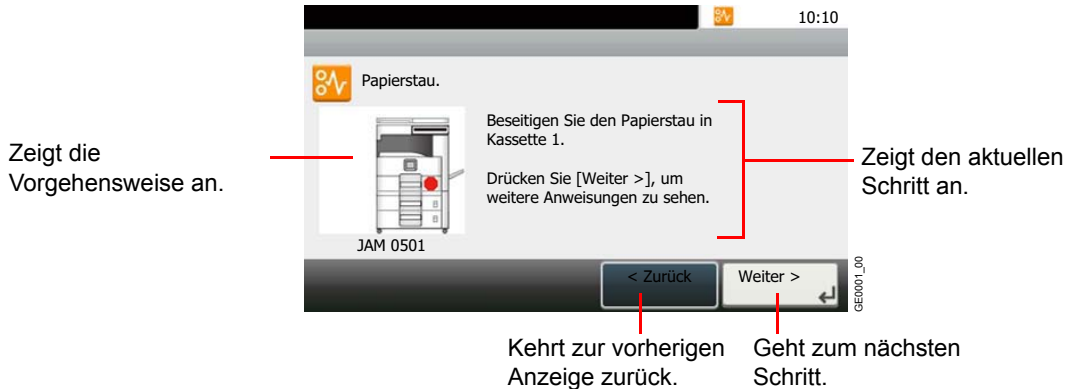 10:10
Papierstau.
Beseitigen Sie den Papierstau in
Kassette 1.
Drücken Sie [Weiter >], um
weitere Anweisungen zu sehen.
JAM 0501
< Zurück
Weiter >
GE0001_00
Zeigt die
Vorgehensweise an.
Zeigt den aktuellen
Schritt an.
Kehrt zur vorherigen
Anzeige zurück.
Geht zum nächsten
Schritt.